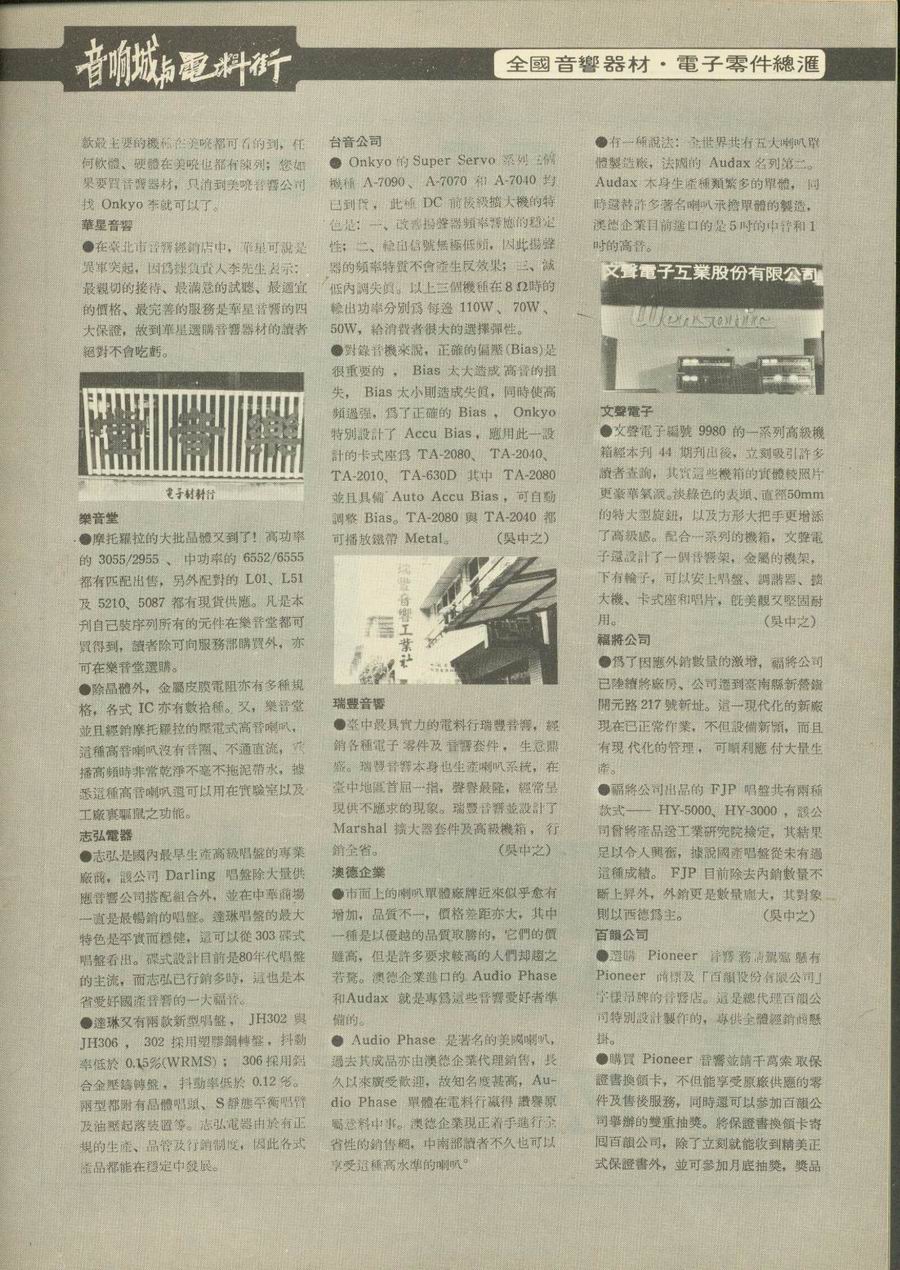 音响城与電料街
全國音響器材・電子零件總滙
款最主要的機種在美唴都可看的到，任
何軟體、硬體在美唴也都有陳列；您如
果要買音響器材，只消到美唴音響公司
找 Onkyo 李就可以了。
華星音響
●在臺北市音響經銷店中，華星可說是
異軍突起，因爲據負責人李先生表示：
最親切的接待、最滿意的試聽、最適宜
的價格、最完善的服務是華星音響的四
大保證，故到華星選購音響器材的讀者
絕對不會吃虧。
電子材料行
樂音堂
●摩托羅拉的大批品體又到了！高功率
的 3055/2955 、 中功率的 6552/6555
都有匹配出售，另外配對的 L01、L51
及 5210、5087 都有現貨供應。凡是本
刊自己裝序列所有的元件在樂音堂都可
買得到，讀者除可向服務部購買外，亦
可在樂音堂選購。
●除晶體外，金屬皮膜電阻亦有多種規
格，各式 IC 亦有數拾種。又，樂音堂
並且經銷摩托羅拉的壓電式高音喇叭，
這種高音喇叭沒有音圈、不通直流，
播高頻時非常乾淨不毫不拖泥帶水，據
悉這種高音喇叭還可以用在實驗室以及
工廠裏驅鼠之功能。
志弘電器
●志弘是國內最早生產高級唱盤的專業
廠商，該公司 Darling 唱盤除大量供
應音響公司搭配組合外，並在中華商場
一直是最暢銷的唱盤。達琳唱盤的最大
特色是平實而穩健，這可以從 303 碟式
唱盤看出。碟式設計目前是80年代唱盤
的主流，而志弘已行銷多時，這也是本
省愛好國產音響的一大福音。
●達琳又有兩款新型唱盤， JH302 與
JH306 ， 302 採用塑膠鋼轉盤，抖動
率低於 0.15%(WRMS)； 306 採用鋁
合金壓鑄轉盤，抖動率低於 0.12 %。
兩型都附有品體唱頭、S靜態平衡唱臂
及油壓起落裝置等。志弘電器由於有正
規的生產、品管及行銷制度，因此各式
產品都能在穩定中發展。
台音公司
● Onkyo 的 Super Servo 系列三個
機種 A-7090、 A-7070 和 A-7040 均
已到貨，此種 DC 前後級擴大機的特
色是：一、改善揚聲器頻率響應的穩定
性；二、輸出信號無極低頻，因此揚聲
器的頻率特質不會產生反效果；三、減
低內調失眞。以上三個機種在 8 Ω時的
輸出功率分別爲 每邊 110W、 70W、
50W，給消費者很大的選擇彈性。
●對錄音機來說，正確的偏壓(Bias)是
很重要的 ， Bias 太大造成高音的損
失， Bias 太小則造成失眞，同時使高
頻過强，爲了正確的 Bias ， Onkyo
特別設計了 Accu Bias，應用此一設
計的卡式座爲 TA-2080、 TA-2040、
TA-2010、 TA-630D 其中 TA-2080
並且具備 Auto Accu Bias，可自動
調整 Bias。TA-2080 與 TA-2040 都
可播放鐵帶 Metal。 （吳中之）
瑞豐音響工業社
瑞豐音響
●臺中最具實力的電料行瑞豐音響，經
銷各種電子 零件及 音響套件， 生意鼎
盛。瑞豐音響本身也生產喇叭系統，在
臺中地區首屈一指，聲譽最隆，經常呈
現供不應求的現象。瑞豐音響並設計了
Marshal 擴大器套件及高級機箱，行
銷全省。 （吳中之）
澳德企業
●市面上的喇叭單體廠牌近來似乎愈有
增加，品質不一，價格差距亦大，其中
一種是以優越的品質取勝的，它們的價
雖高，但是許多要求較高的人們却趨之
若騖。澳德企業進口的 Audio Phase
和Audax 就是專爲這些音響愛好者準
備的。
● Audio Phase 是著名的美國喇叭，
過去其成品亦由澳德企業代理銷售，長
久以來廣受歡迎，故知名度甚高，Au-
dio Phase 單體在電料行贏得 讚譽原
屬意料中事。澳德企業現正着手進行全
省性的銷售網，中南部讀者不久也可以
享受這種高水準的喇叭。
●有一種說法：全世界共有五大喇叭單
體製造廠，法國的 Audax 名列第二。
Audax 本身生產種類繁多的單體，同
時還替許多著名喇叭承擔單體的製造，
澳德企業目前進口的是 5 吋的中音和 1
吋的高音。
文聲電子工業股份有限公司
文聲電子
●文聲電子編號 9980 的一系列高級機
箱經本刊 44 期刊出後，立刻吸引許多
讀者查詢，其實這些機箱的實體較照片
更豪華氣派。淡綠色的表頭、直徑50mm
的特大型旋鈕，以及方形大把手更增添
了高級感。配合一系列的機箱，文聲電
子還設計了一個音響架，金屬的機架，
下有輪子，可以安上唱盤、調諧器、擴
大機、卡式座和唱片，旣美觀又堅固耐
用。 （吳中之）
福將公司
●爲了因應外銷數量的激增，福將公司
已陸續將廠房、公司遷到臺南縣新營鎭
開元路 217 號新址。這一現代化的新廠
現在已正常作業，不但設備新穎，而且
有現 代化的管理，可順利應 付大量生
產。
●福將公司出品的 FJP 唱盤共有兩種
款式── HY-5000、HY-3000 ，該公
司曾將產品送工業研究院檢定，其結果
足以令人興奮，據說國產唱盤從未有過
這種成績。 FJP 目前除去內銷數量不
斷上昇外，外銷更是數量龐大，其對象
則以西德爲主。 （吳中之）
百韻公司
●選購 Pioneer 音響務請駕臨懸有
Pioneer 商標及「百韻股份有限公司」
字樣吊牌的音響店。這是總代理百韻公
司特別設計製作的，專供全體經銷商懸
掛。
●購買 Pioneer 音響並請千萬索取保
證書換領卡，不但能享受原廠供應的零
件及售後服務，同時還可以參加百韻公
司舉辦的雙重抽獎。將保證書換領卡寄
囘百韻公司，除了立刻就能收到精美正
式保證書外，並可參加月底抽獎，獎品